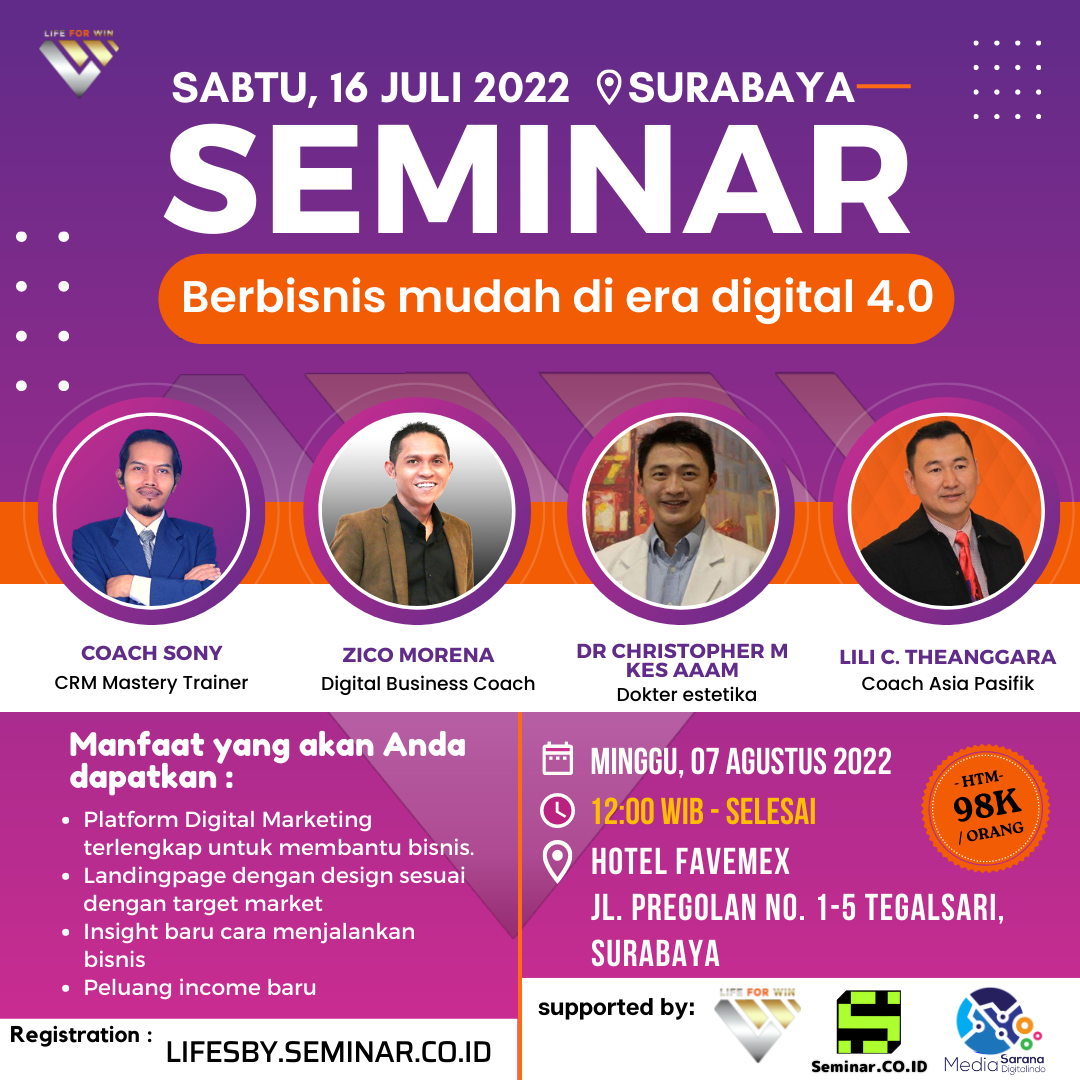 LIFE FOR WIN
SABTU, 16 JULI 2022 SURABAYA
SEMINAR
Berbisnis mudah di era digital 4.0
COACH SONY
CRM Mastery Trainer
ZICO MORENA
Digital Business Coach
DR CHRISTOPHER M
KES AAAM
Dokter estetika
LILI C. THEANGGARA
Coach Asia Pasifik
Manfaat yang akan Anda
dapatkan :
• Platform Digital Marketing
terlengkap untuk membantu bisnis.
• Landingpage dengan design sesuai
dengan target market
• Insight baru cara menjalankan
bisnis
• Peluang income baru
Registration :
LIFESBY.SEMINAR.CO.ID
MINGGU, 07 AGUSTUS 2022
12:00 WIB - SELESAI
HOTEL FAVEMEX
JL. PREGOLAN NO. 1-5 TEGALSARI,
SURABAYA
- HTM-
98K
/ ORANG
supported by:
LIFE FOR WIN
Seminar.CO.ID
Media Sarana
Digitalindo